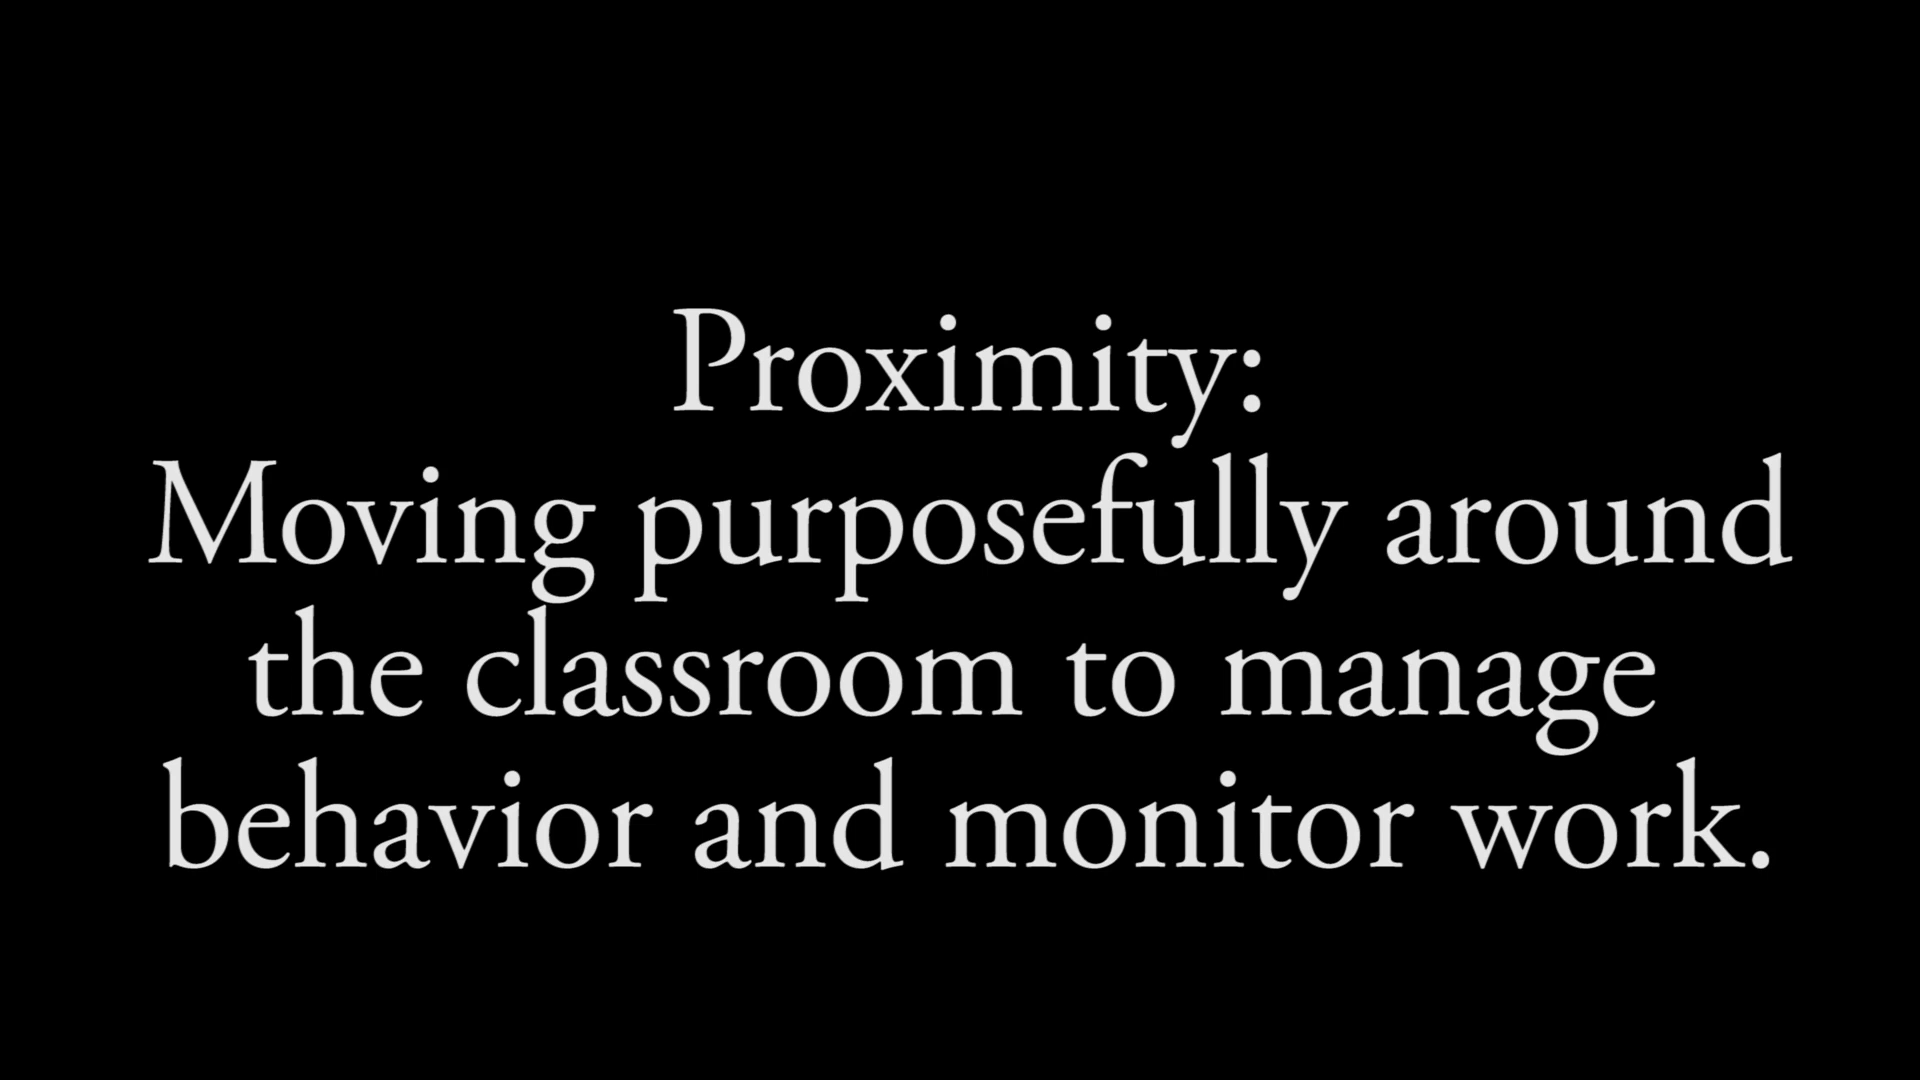 Proximity:
Moving purposefully around
the classroom to manage
behavior and monitor work.